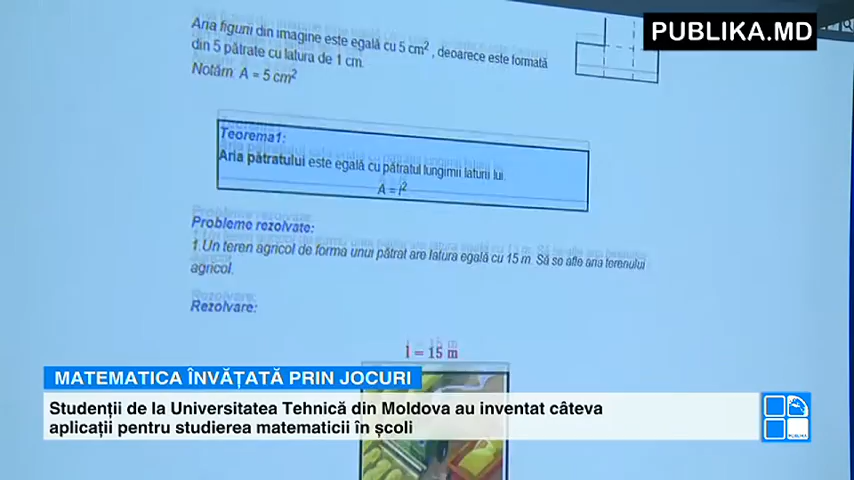 PUBLIKA.MD
Aria figurii din imagine este egală cu 5 cm², deoarece este formată
din 5 pătrate cu latura de 1 cm.
Notăm: A = 5 cm²
Teorema1:
Aria pătratului este egală cu pătratul lungimii laturii lui.
A = l²
Probleme rezolvate:
1.Un teren agricol de forma unui pătrat are latura egală cu 15 m. Să se afle aria terenului
agricol.
Rezolvare:
l = 15 m
MATEMATICA ÎNVĂȚATĂ PRIN JOCURI
Studenții de la Universitatea Tehnică din Moldova au inventat câteva
aplicații pentru studierea matematicii în școli
PUBLIKA